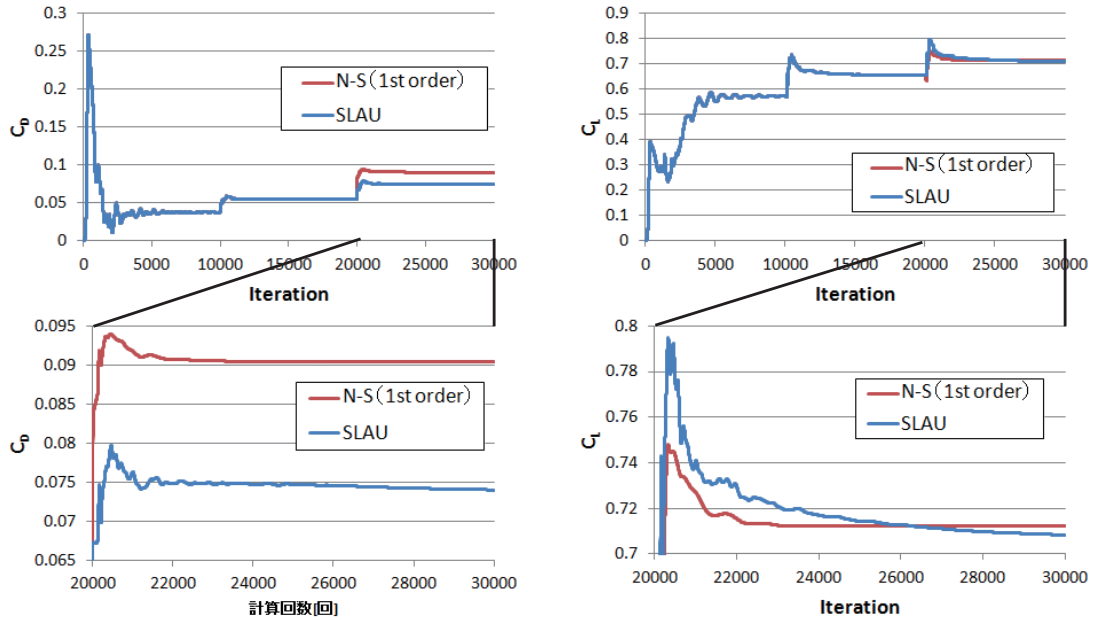 0.3
0.25
0.2
0.15
0.1
0.05
0
C_D
N-S(1st order)
SLAU
0 5000 10000 15000 20000 25000 30000
Iteration
0.9
0.8
0.7
0.6
0.5
0.4
0.3
0.2
0.1
0
C_L
N-S(1st order)
SLAU
0 5000 10000 15000 20000 25000 30000
Iteration
0.095
0.09
0.085
0.08
0.075
0.07
0.065
C_D
N-S(1st order)
SLAU
20000 22000 24000 26000 28000 30000
計算回数[回]
0.8
0.78
0.76
0.74
0.72
0.7
C_L
N-S(1st order)
SLAU
20000 22000 24000 26000 28000 30000
Iteration